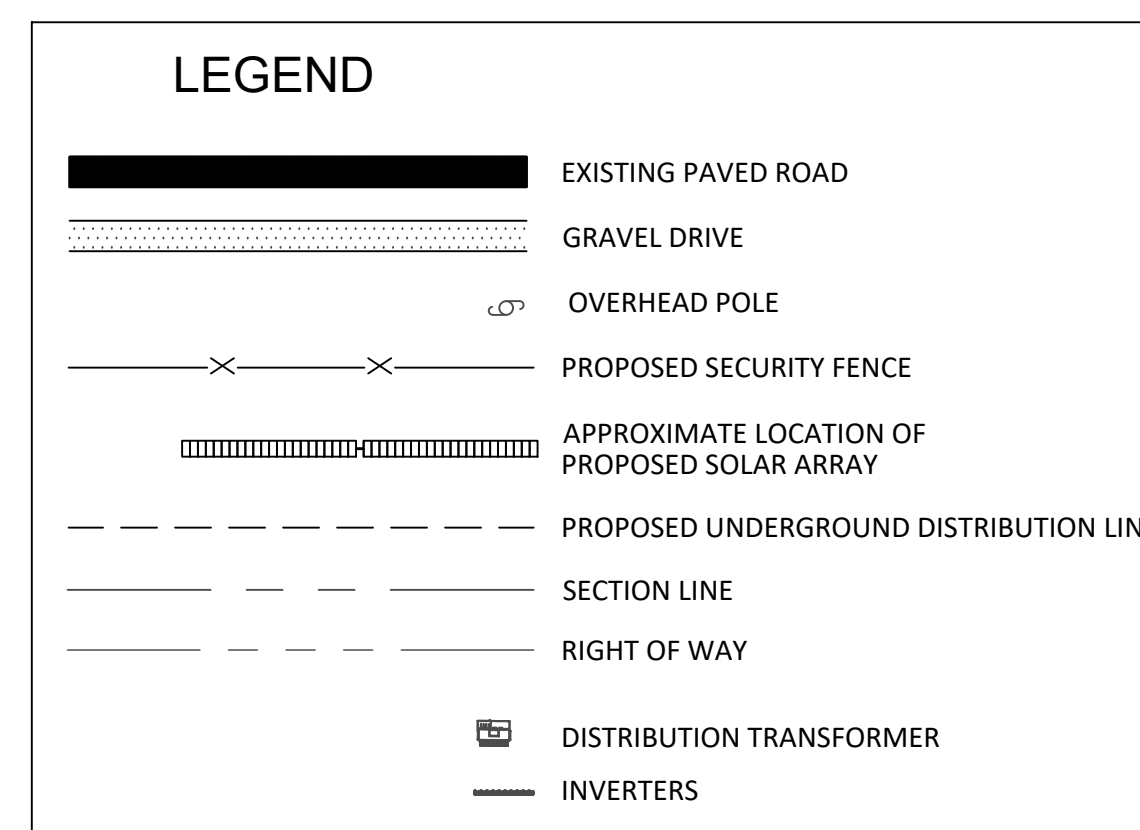 LEGEND
EXISTING PAVED ROAD
GRAVEL DRIVE
OVERHEAD POLE
PROPOSED SECURITY FENCE
APPROXIMATE LOCATION OF
PROPOSED SOLAR ARRAY
PROPOSED UNDERGROUND DISTRIBUTION LIN
SECTION LINE
RIGHT OF WAY
DISTRIBUTION TRANSFORMER
INVERTERS